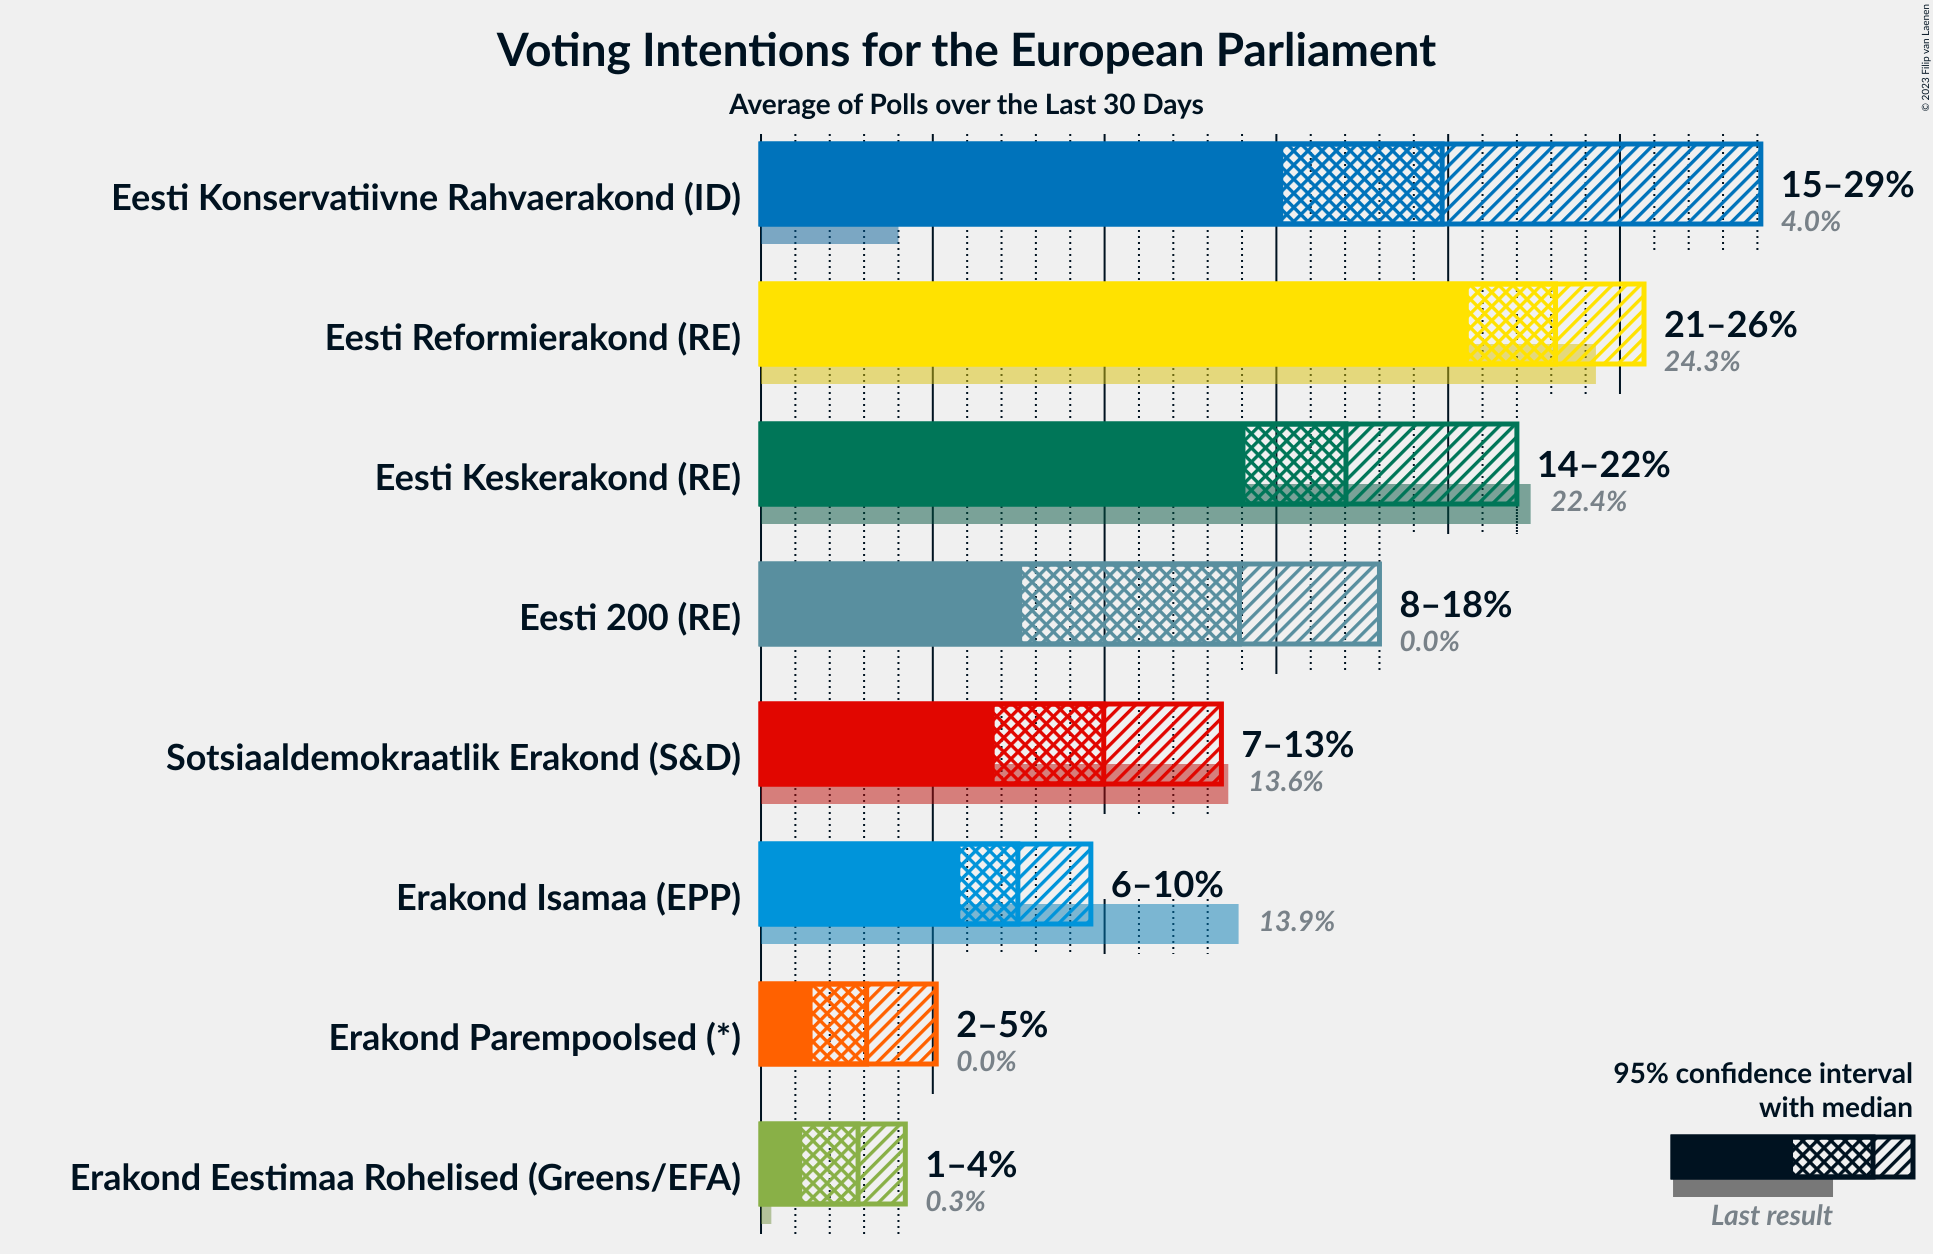 Voting Intentions for the European Parliament
Average of Polls over the Last 30 Days
© 2023 Filip van Laenen
Eesti Konservatiivne Rahvaerakond (ID)
15–29%
4.0%
Eesti Reformierakond (RE)
21–26%
24.3%
Eesti Keskerakond (RE)
14–22%
22.4%
Eesti 200 (RE)
8–18%
0.0%
Sotsiaaldemokraatlik Erakond (S&D)
7–13%
13.6%
Erakond Isamaa (EPP)
6–10%
13.9%
Erakond Parempoolsed (*)
2–5%
0.0%
Erakond Eestimaa Rohelised (Greens/EFA)
1–4%
0.3%
95% confidence interval
with median
Last result